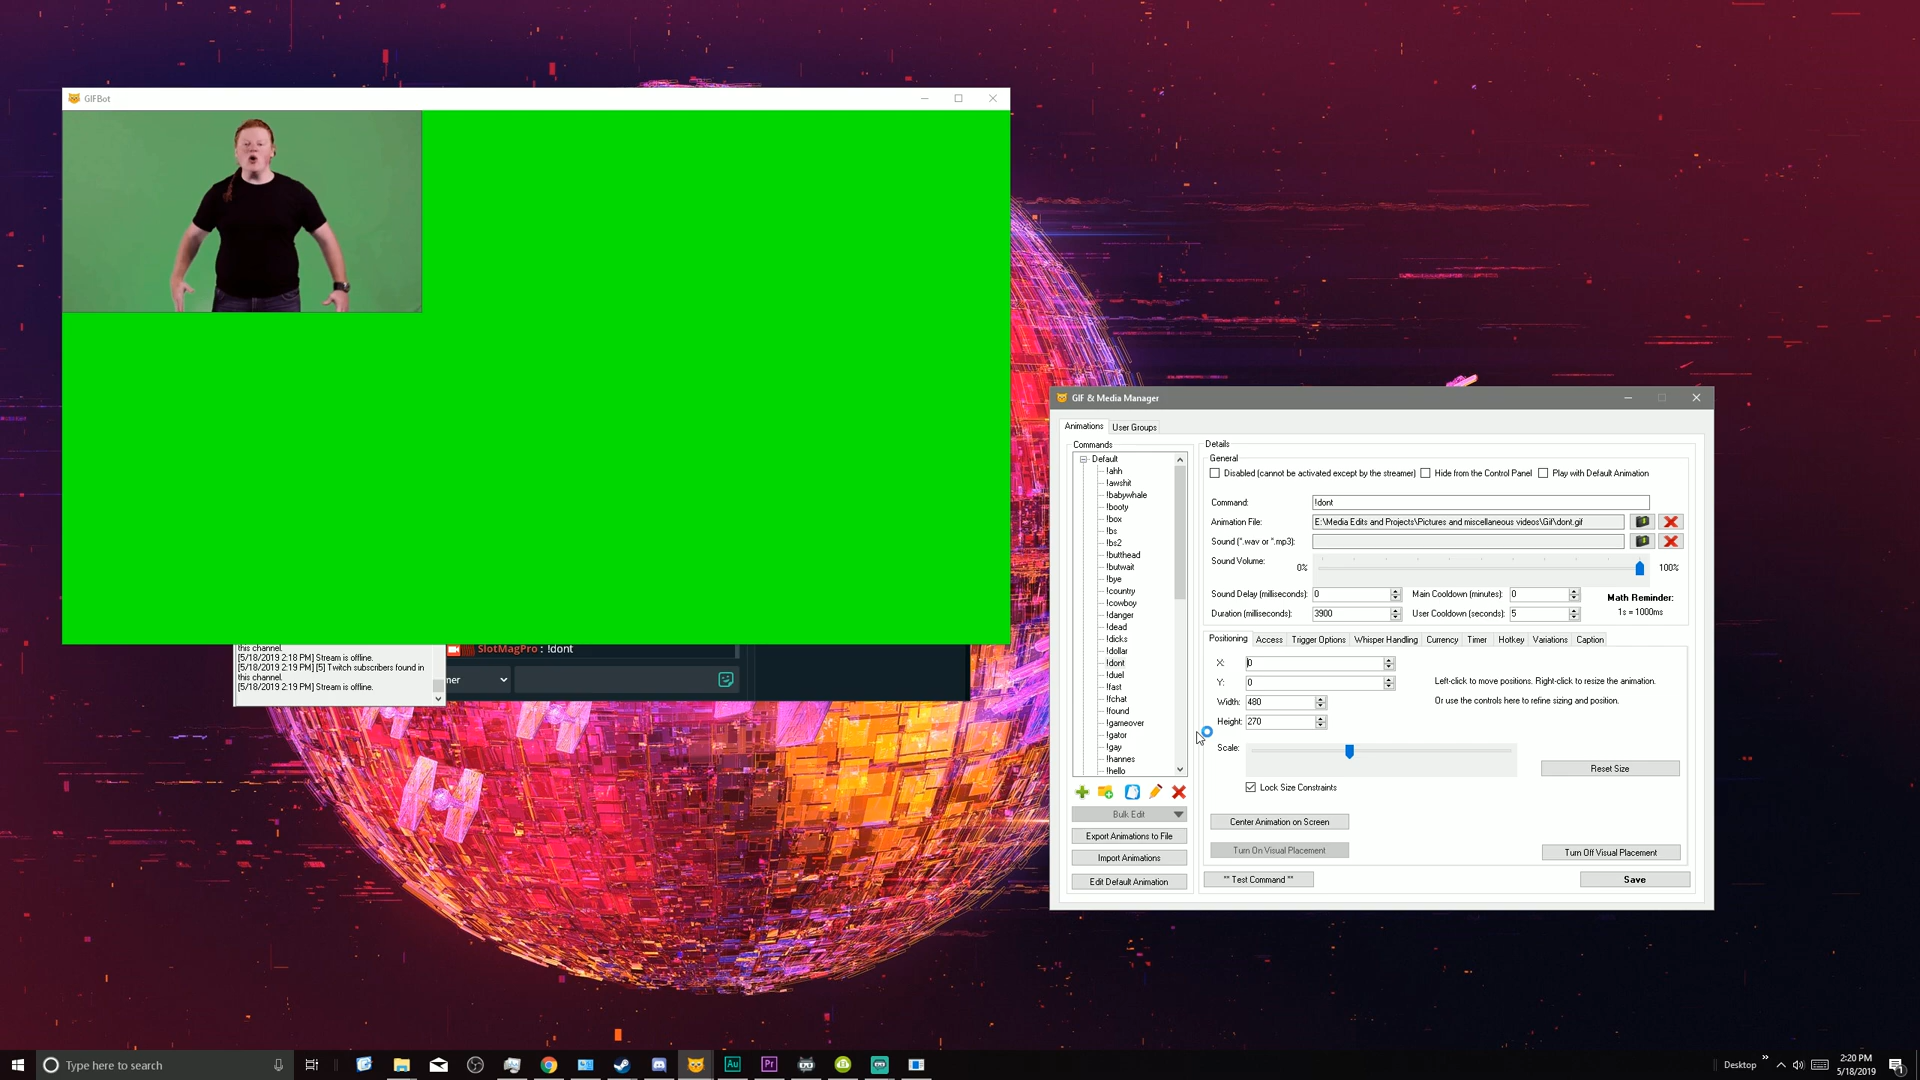 GIFBot
this channel.
[5/18/2019 2:18 PM] Stream is offline.
[5/18/2019 2:19 PM] [5] Twitch subscribers found in
this channel.
[5/18/2019 2:19 PM] Stream is offline.
SlotMagPro : !dont
ner
GIF & Media Manager
Animations
User Groups
Commands
Default
!ahh
!awshit
!babywhale
!booty
!box
!bs
!bs2
!butthead
!butwait
!bye
!country
!cowboy
!danger
!dead
!dicks
!dollar
!dont
!duel
!fast
!fchat
!found
!gameover
!gator
!gay
!hannes
!hello
Bulk Edit
Export Animations to File
Import Animations
Edit Default Animation
Details
General
Disabled (cannot be activated except by the streamer)
Hide from the Control Panel
Play with Default Animation
Command: !dont
Animation File: E:\Media Edits and Projects\Pictures and miscellaneous videos\Gif\dont.gif
Sound (*.wav or *.mp3):
Sound Volume: 0% 100%
Sound Delay (milliseconds): 0 Main Cooldown (minutes): 0
Math Reminder:
1s = 1000ms
Duration (milliseconds): 3900 User Cooldown (seconds): 5
Positioning Access Trigger Options Whisper Handling Currency Timer Hotkey Variations Caption
X: 0
Y: 0
Left-click to move positions. Right-click to resize the animation.
Width: 480
Or use the controls here to refine sizing and position.
Height: 270
Scale:
Reset Size
Lock Size Constraints
Center Animation on Screen
Turn On Visual Placement
Turn Off Visual Placement
** Test Command **
Save
Type here to search
Au
Pr
Desktop
2:20 PM
5/18/2019
1